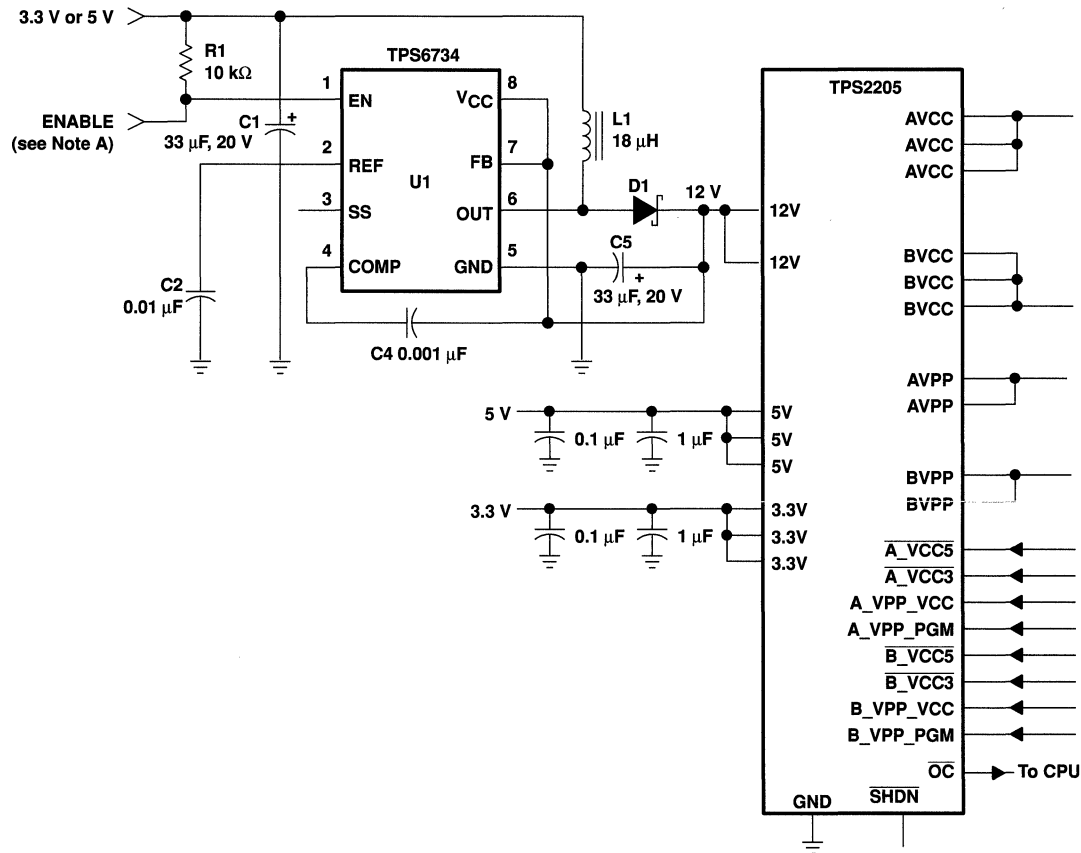 3.3 V or 5 V
R1
10 kΩ
ENABLE
(see Note A)
C1
+
33 µF, 20 V
C2
0.01 µF
TPS6734
1
EN
2
REF
3
SS
4
COMP
U1
8
VCC
7
FB
6
OUT
5
GND
C4 0.001 µF
L1
18 µH
D1
12 V
C5
+
33 µF, 20 V
5 V
0.1 µF
1 µF
3.3 V
0.1 µF
1 µF
TPS2205
12V
12V
5V
5V
5V
3.3V
3.3V
3.3V
AVCC
AVCC
AVCC
BVCC
BVCC
BVCC
AVPP
AVPP
BVPP
BVPP
A_VCC5
A_VCC3
A_VPP_VCC
A_VPP_PGM
B_VCC5
B_VCC3
B_VPP_VCC
B_VPP_PGM
OC
To CPU
GND
SHDN